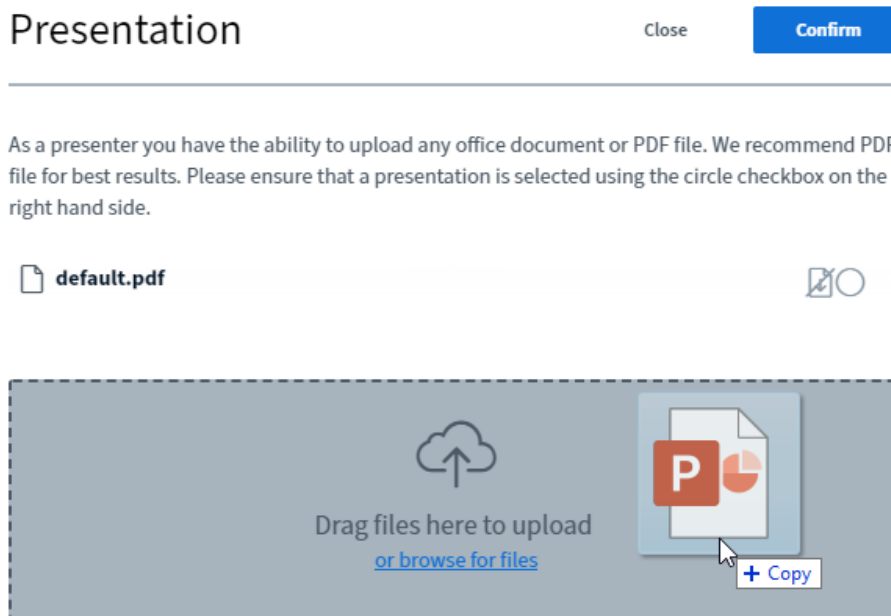 Presentation
Close
Confirm
As a presenter you have the ability to upload any office document or PDF file. We recommend PDF
file for best results. Please ensure that a presentation is selected using the circle checkbox on the
right hand side.
default.pdf
Drag files here to upload
or browse for files
P
+ Copy